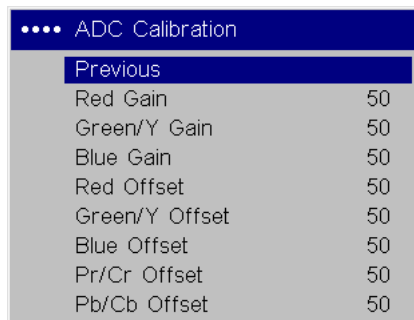 •••• ADC Calibration
Previous
Red Gain 50
Green/Y Gain 50
Blue Gain 50
Red Offset 50
Green/Y Offset 50
Blue Offset 50
Pr/Cr Offset 50
Pb/Cb Offset 50